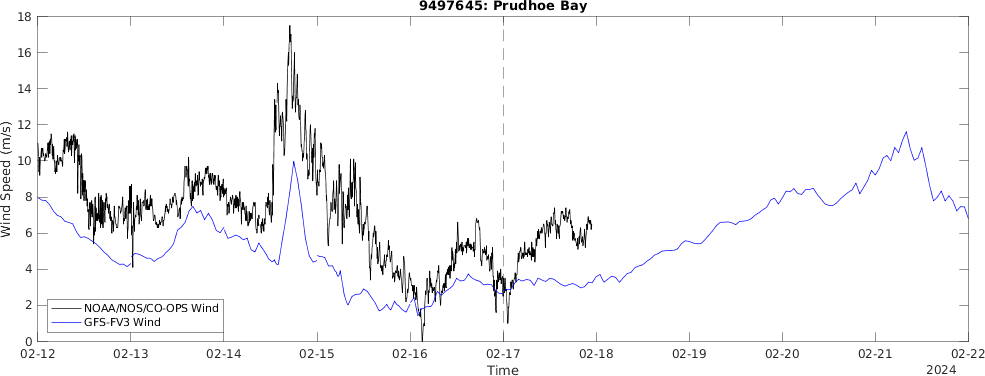 9497645: Prudhoe Bay
Wind Speed (m/s)
18
16
14
12
10
8
6
4
2
0
NOAA/NOS/CO-OPS Wind
GFS-FV3 Wind
02-12 02-13 02-14 02-15 02-16 02-17 02-18 02-19 02-20 02-21 02-22
Time
2024